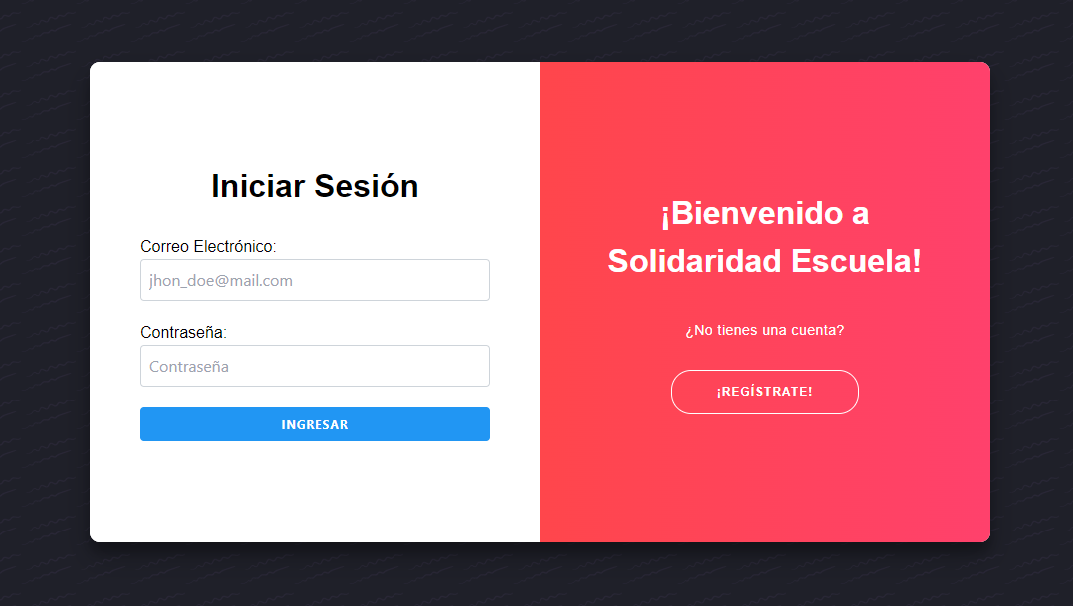 Iniciar Sesión
Correo Electrónico:
jhon_doe@mail.com
Contraseña:
Contraseña
INGRESAR
¡Bienvenido a
Solidaridad Escuela!
¿No tienes una cuenta?
¡REGÍSTRATE!